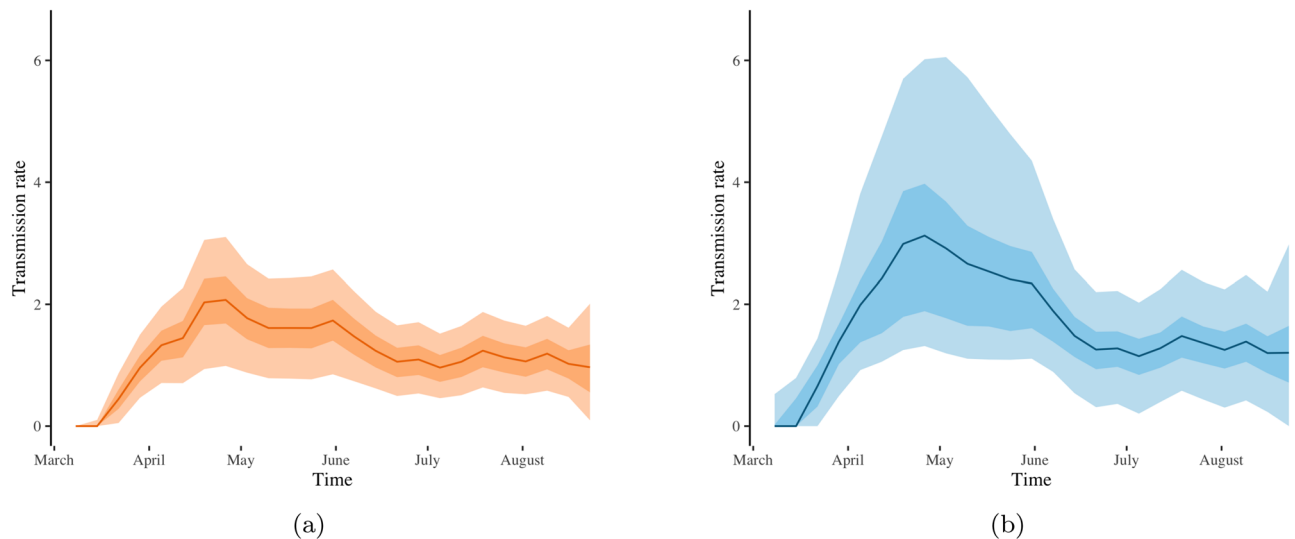 Transmission rate
6
4
2
0
March April May June July August
Time
(a)
Transmission rate
6
4
2
0
March April May June July August
Time
(b)